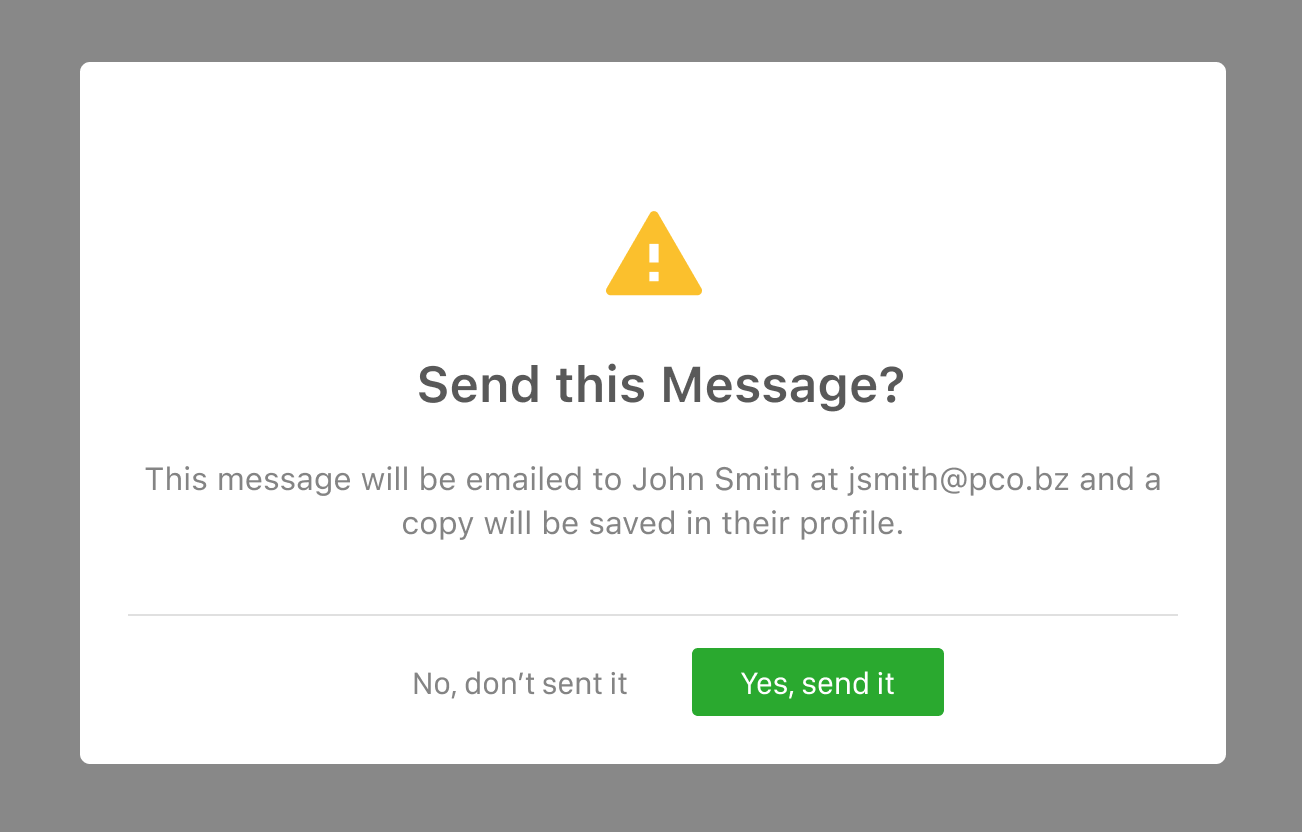 Send this Message?
This message will be emailed to John Smith at jsmith@pco.bz and a
copy will be saved in their profile.
No, don’t sent it
Yes, send it